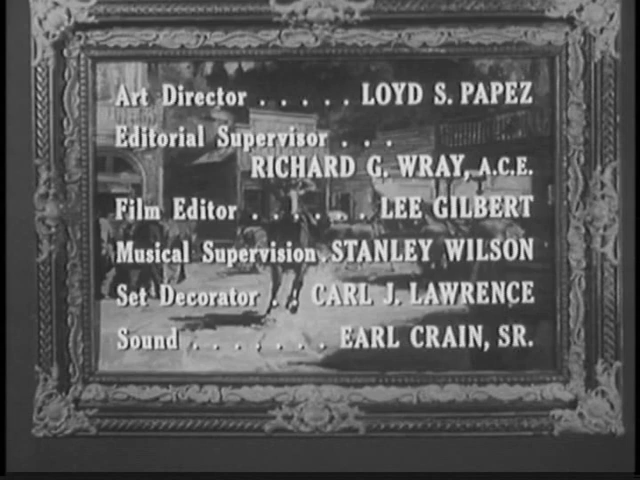 Art Director . . . . . LOYD S. PAPEZ
Editorial Supervisor . . .
RICHARD G. WRAY, A.C.E.
Film Editor . . . . . . LEE GILBERT
Musical Supervision . STANLEY WILSON
Set Decorator . . CARL J. LAWRENCE
Sound . . . . . . . EARL CRAIN, SR.